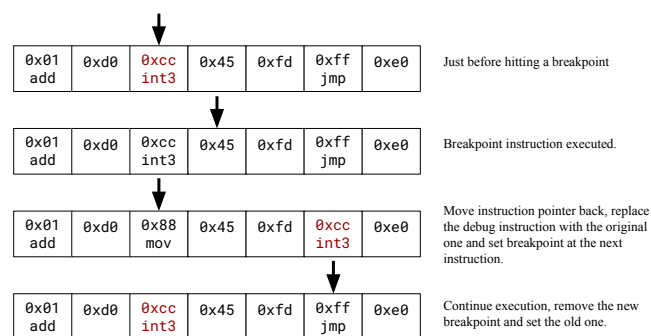 0x01 0xd0 0xcc 0x45 0xfd 0xff 0xe0
add int3 jmp
Just before hitting a breakpoint
0x01 0xd0 0xcc 0x45 0xfd 0xff 0xe0
add int3 jmp
Breakpoint instruction executed.
0x01 0xd0 0x88 0x45 0xfd 0xcc 0xe0
add mov int3
Move instruction pointer back, replace
the debug instruction with the original
one and set breakpoint at the next
instruction.
0x01 0xd0 0xcc 0x45 0xfd 0xff 0xe0
add int3 jmp
Continue execution, remove the new
breakpoint and set the old one.